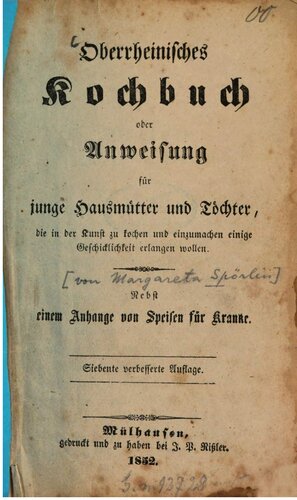 00.
Oberrheinisches
Kochbuch
oder
Anweisung
für
junge Hausmütter und Töchter,
die in der Kunst zu kochen und einzumachen einige
Geschicklichkeit erlangen wollen.
[von Margareta Spörlin]
Nebst
einem Anhange von Speisen für Kranke.
Siebente verbesserte Auflage.
Mülhausen,
gedruckt und zu haben bei J. P. Rißler.
1852.